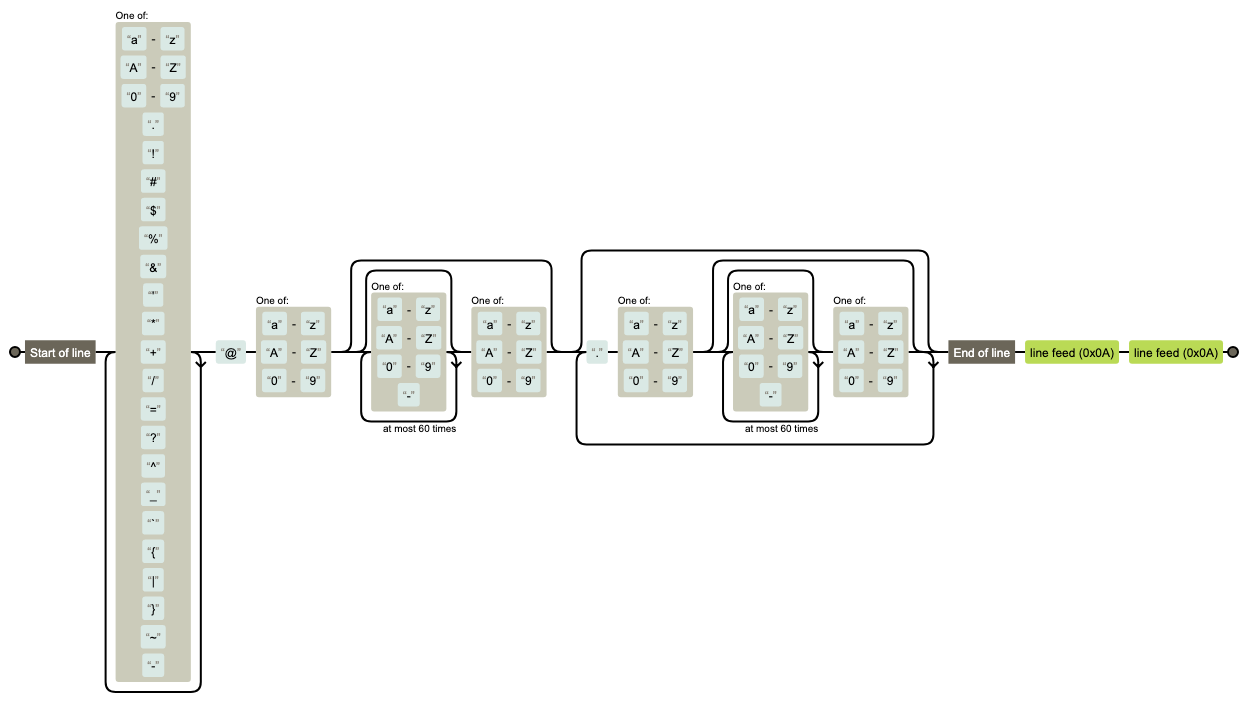 One of:
“a” - “z”
“A” - “Z”
“0” - “9”
“.”
“!”
“#”
“$”
“%”
“&”
“'”
“*”
“+”
“/”
“=”
“?”
“^”
“_”
“`”
“{”
“|”
“}”
“~”
“-”
Start of line
“@”
One of:
“a” - “z”
“A” - “Z”
“0” - “9”
One of:
“a” - “z”
“A” - “Z”
“0” - “9”
“-”
at most 60 times
One of:
“a” - “z”
“A” - “Z”
“0” - “9”
“.”
One of:
“a” - “z”
“A” - “Z”
“0” - “9”
One of:
“a” - “z”
“A” - “Z”
“0” - “9”
“-”
at most 60 times
One of:
“a” - “z”
“A” - “Z”
“0” - “9”
End of line
line feed (0x0A)
line feed (0x0A)